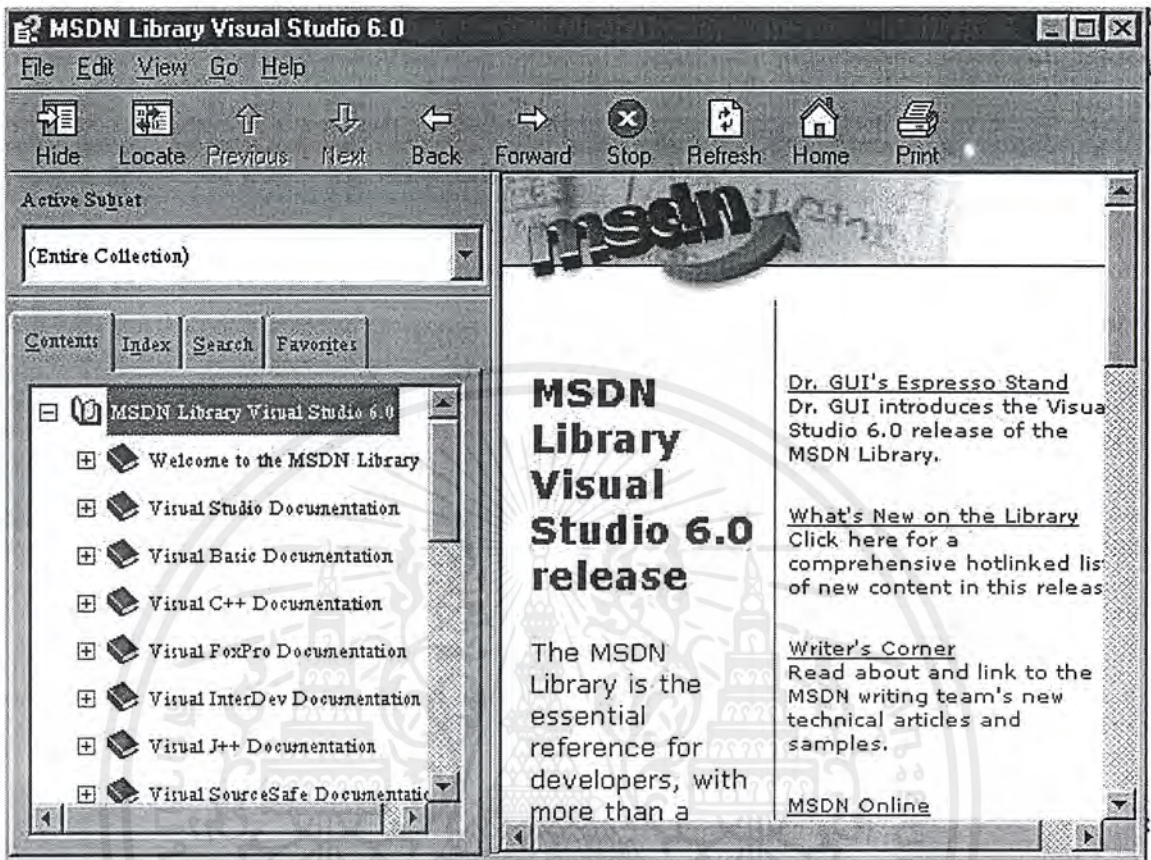 MSDN Library Visual Studio 6.0
File Edit View Go Help
Hide Locate Previous Next Back Forward Stop Refresh Home Print
Active Subset
(Entire Collection)
Contents Index Search Favorites
MSDN Library Visual Studio 6.0
Welcome to the MSDN Library
Visual Studio Documentation
Visual Basic Documentation
Visual C++ Documentation
Visual FoxPro Documentation
Visual InterDev Documentation
Visual J++ Documentation
Visual SourceSafe Documentatic
msdn
MSDN
Library
Visual
Studio 6.0
release
The MSDN
Library is the
essential
reference for
developers, with
more than a
Dr. GUI's Espresso Stand
Dr. GUI introduces the Visua
Studio 6.0 release of the
MSDN Library.
What's New on the Library
Click here for a
comprehensive hotlinked lis
of new content in this releas
Writer's Corner
Read about and link to the
MSDN writing team's new
technical articles and
samples.
MSDN Online